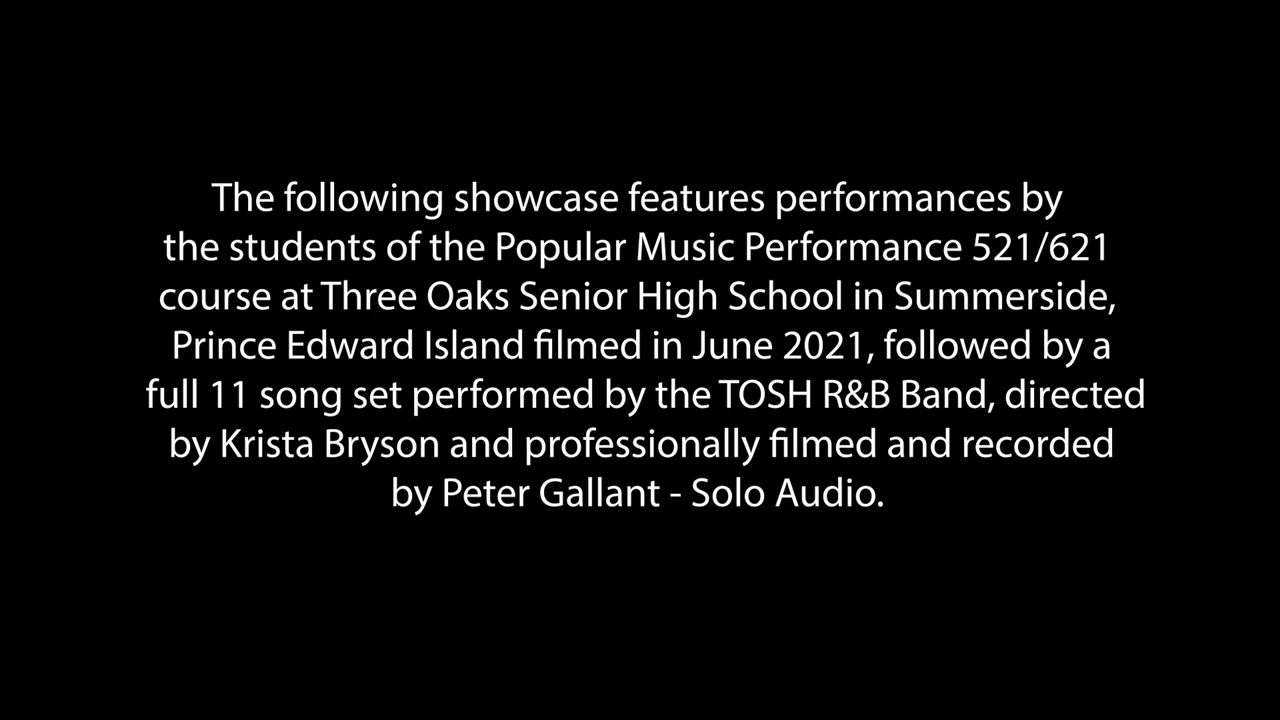 The following showcase features performances by
the students of the Popular Music Performance 521/621
course at Three Oaks Senior High School in Summerside,
Prince Edward Island filmed in June 2021, followed by a
full 11 song set performed by the TOSH R&B Band, directed
by Krista Bryson and professionally filmed and recorded
by Peter Gallant - Solo Audio.